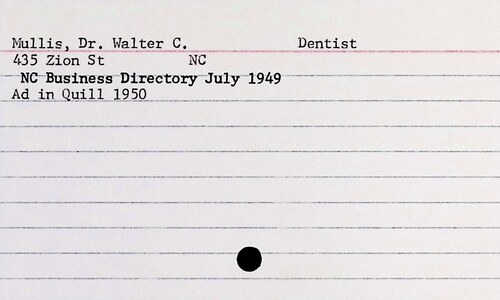 Mullis, Dr. Walter C. Dentist
435 Zion St NC
NC Business Directory July 1949
Ad in Quill 1950